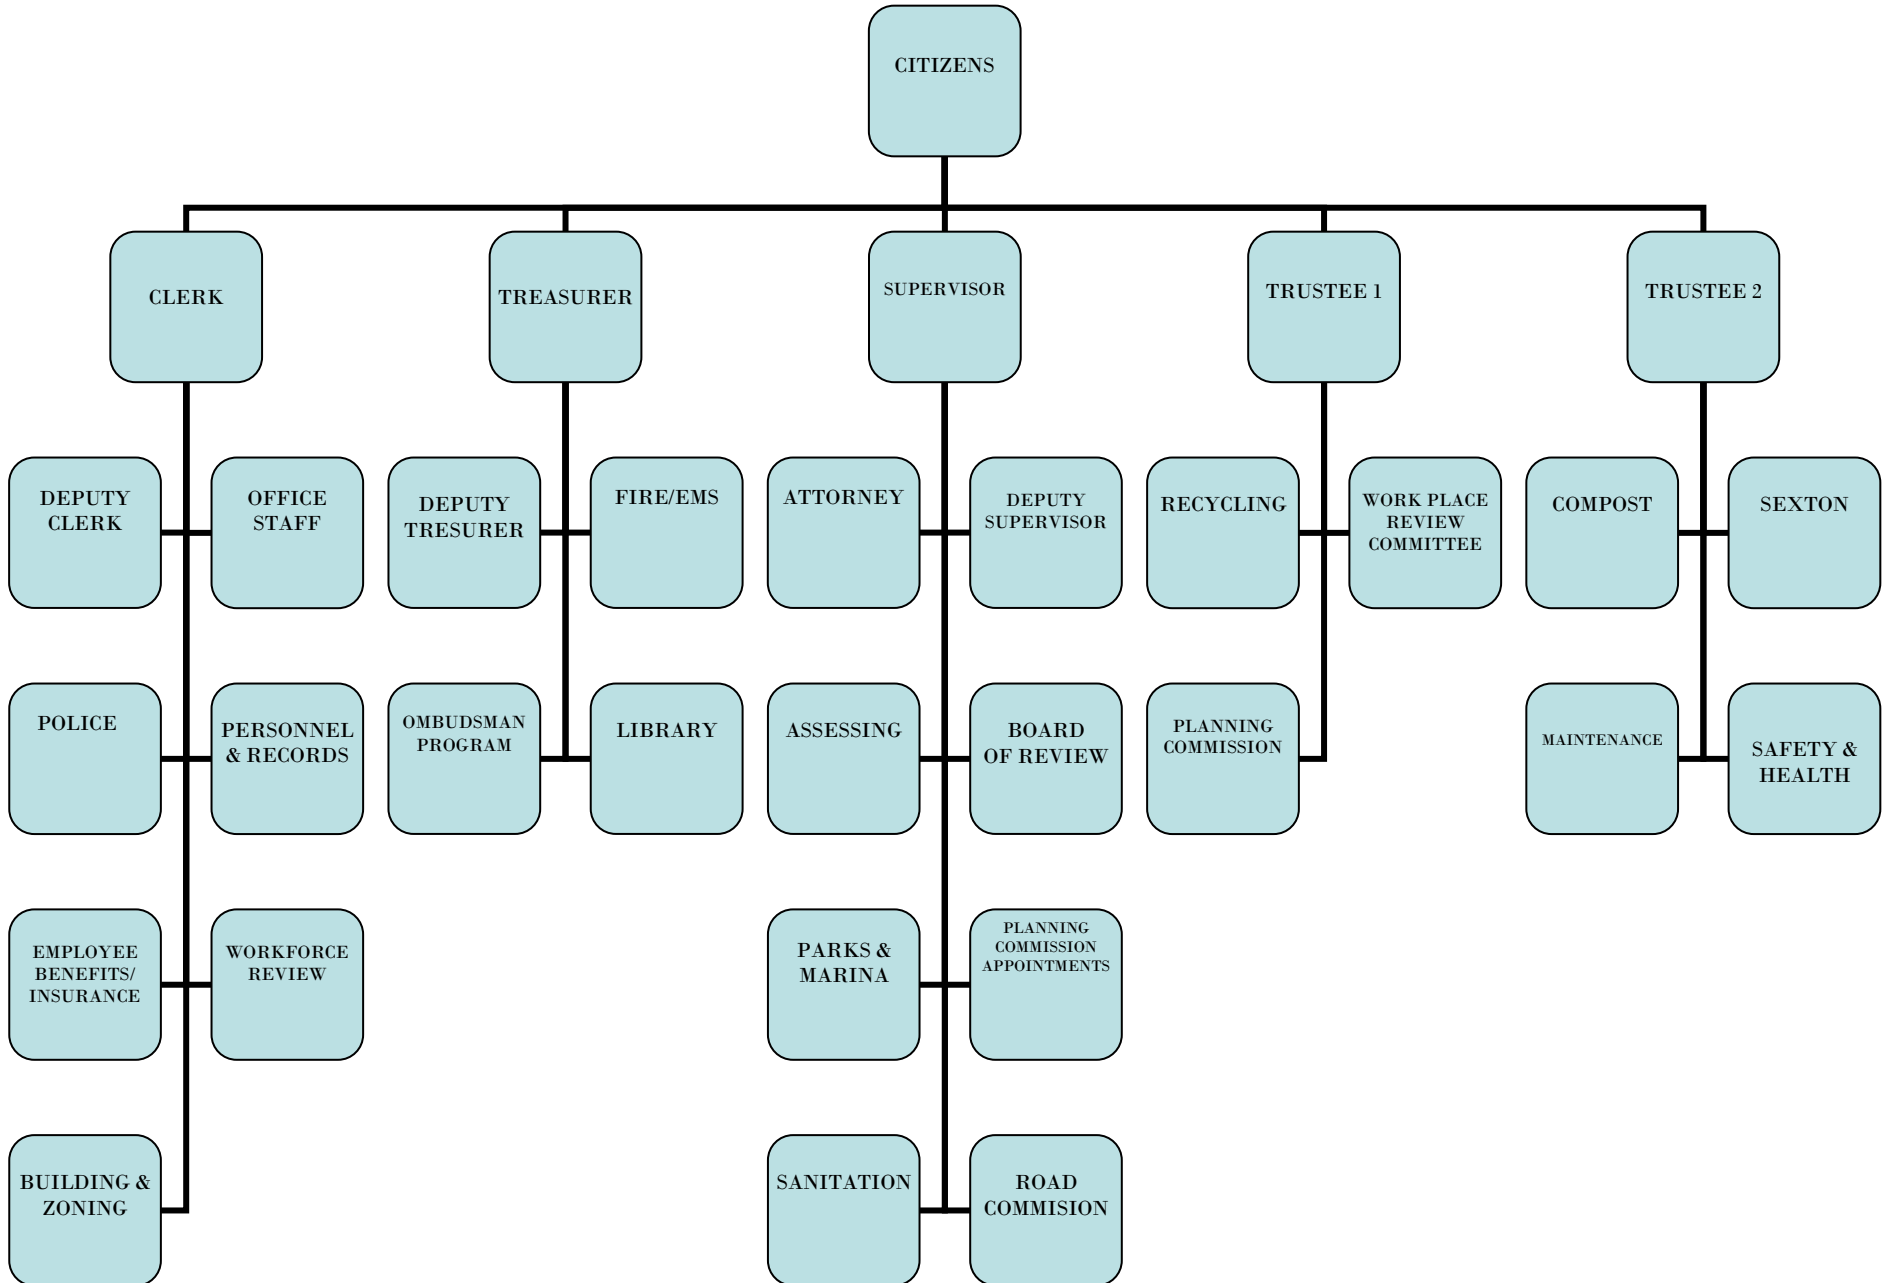 CITIZENS
CLERK
TREASURER
SUPERVISOR
TRUSTEE 1
TRUSTEE 2
DEPUTY
CLERK
OFFICE
STAFF
DEPUTY
TRESURER
FIRE/EMS
ATTORNEY
DEPUTY
SUPERVISOR
RECYCLING
WORK PLACE
REVIEW
COMMITTEE
COMPOST
SEXTON
POLICE
PERSONNEL
& RECORDS
OMBUDSMAN
PROGRAM
LIBRARY
ASSESSING
BOARD
OF REVIEW
PLANNING
COMMISSION
MAINTENANCE
SAFETY &
HEALTH
EMPLOYEE
BENEFITS/
INSURANCE
WORKFORCE
REVIEW
PARKS &
MARINA
PLANNING
COMMISSION
APPOINTMENTS
BUILDING &
ZONING
SANITATION
ROAD
COMMISION